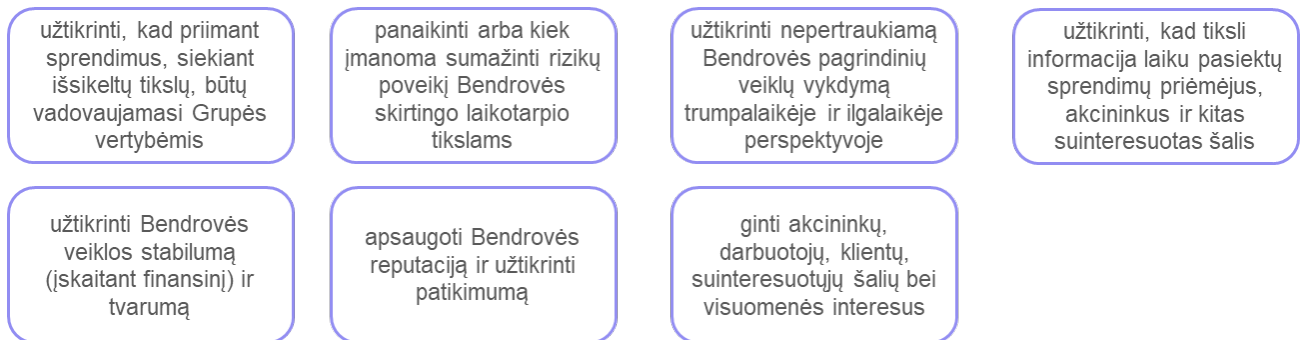 užtikrinti, kad priimant
sprendimus, siekiant
išsikeltų tikslų, būtų
vadovaujamasi Grupės
vertybėmis
panaikinti arba kiek
įmanoma sumažinti rizikų
poveikį Bendrovės
skirtingo laikotarpio
tikslams
užtikrinti nepertraukiamą
Bendrovės pagrindinių
veiklų vykdymą
trumpalaikėje ir ilgalaikėje
perspektyvoje
užtikrinti, kad tiksli
informacija laiku pasiektų
sprendimų priėmėjus,
akcininkus ir kitas
suinteresuotas šalis
užtikrinti Bendrovės
veiklos stabilumą
(įskaitant finansinį) ir
tvarumą
apsaugoti Bendrovės
reputaciją ir užtikrinti
patikimumą
ginti akcininkų,
darbuotojų, klientų,
suinteresuotųjų šalių bei
visuomenės interesus